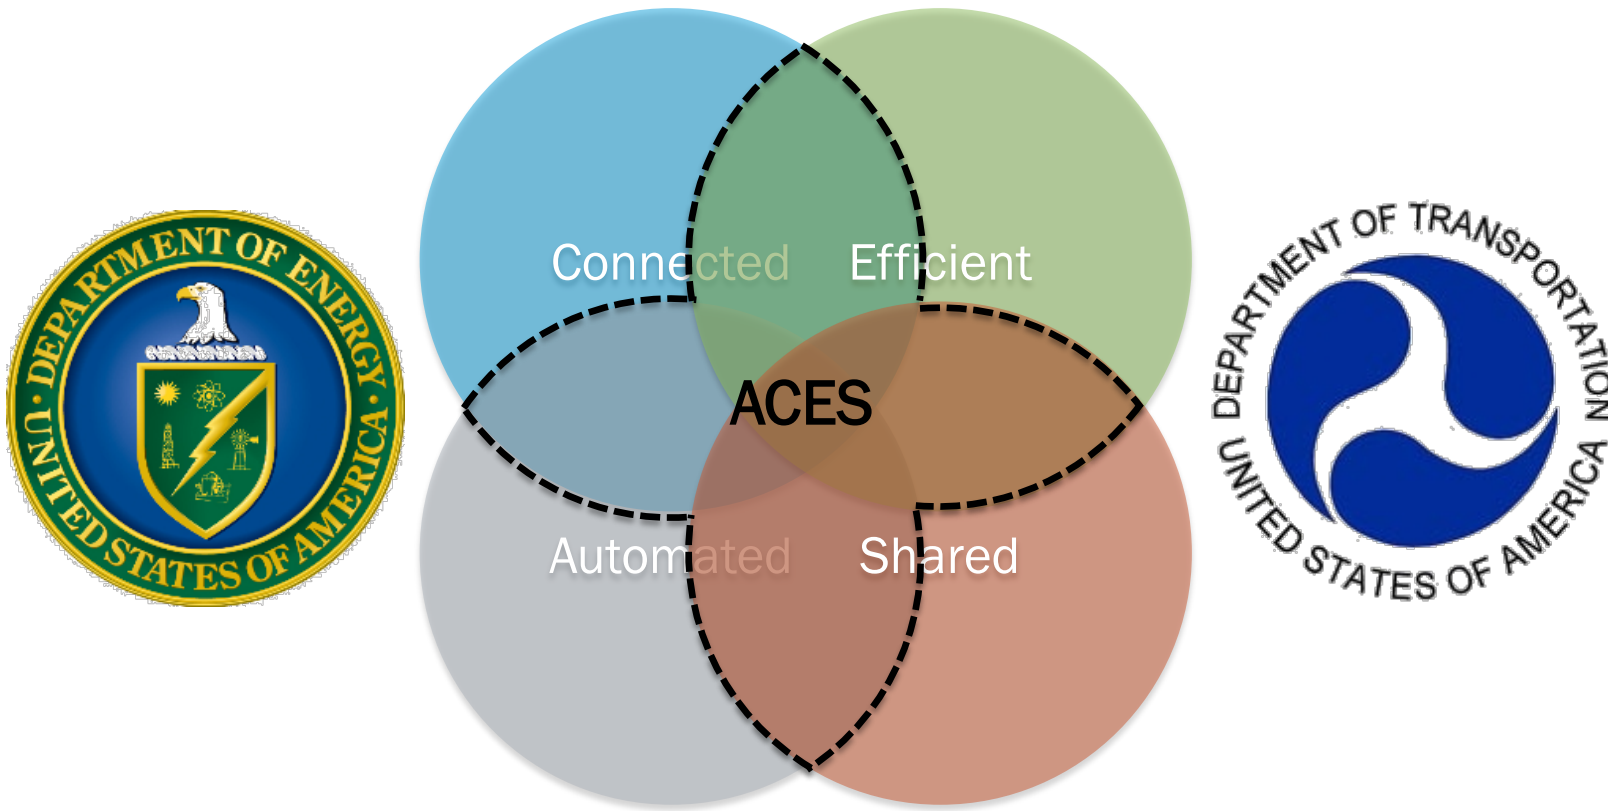 DEPARTMENT OF ENERGY
UNITED STATES OF AMERICA
Connected
Efficient
ACES
Automated
Shared
DEPARTMENT OF TRANSPORTATION
UNITED STATES OF AMERICA